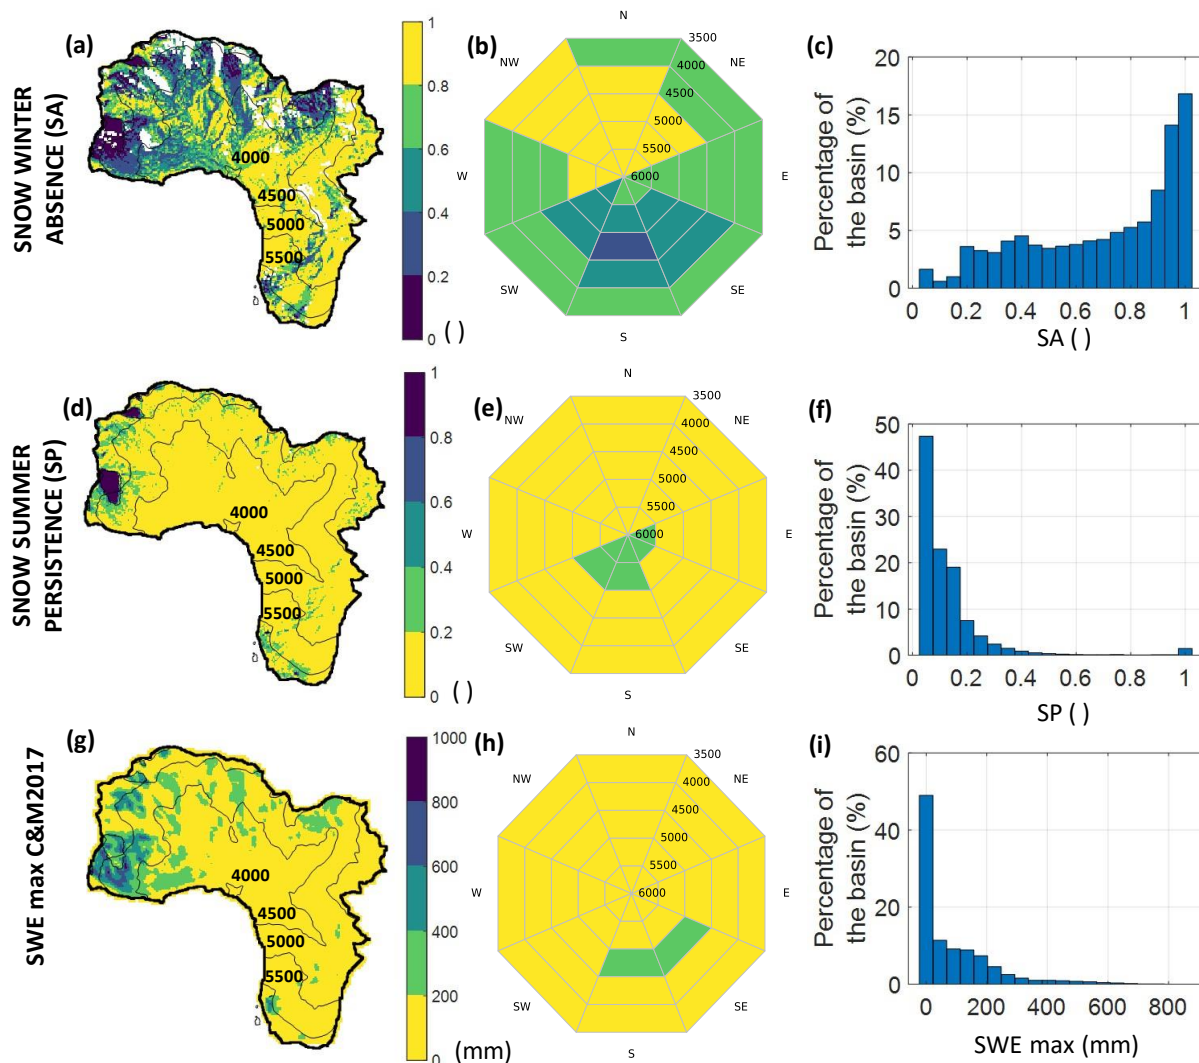 SNOW WINTER
ABSENCE (SA)
(a)
4000
4500
5000
5500
1
0.8
0.6
0.4
0.2
0
( )
(b)
N
NW
NE
W
E
SW
SE
S
3500
4000
4500
5000
5500
6000
(c)
Percentage of
the basin (%)
20
15
10
5
0
0 0.2 0.4 0.6 0.8 1
SA ( )
SNOW SUMMER
PERSISTENCE (SP)
(d)
4000
4500
5000
5500
1
0.8
0.6
0.4
0.2
0
( )
(e)
N
NW
NE
W
E
SW
SE
S
3500
4000
4500
5000
5500
6000
(f)
Percentage of
the basin (%)
50
40
30
20
10
0
0 0.2 0.4 0.6 0.8 1
SP ( )
SWE max C&M2017
(g)
4000
4500
5000
5500
1000
800
600
400
200
0
(mm)
(h)
N
NW
NE
W
E
SW
SE
S
3500
4000
4500
5000
5500
6000
(i)
Percentage of
the basin (%)
60
40
20
0
0 200 400 600 800
SWE max (mm)